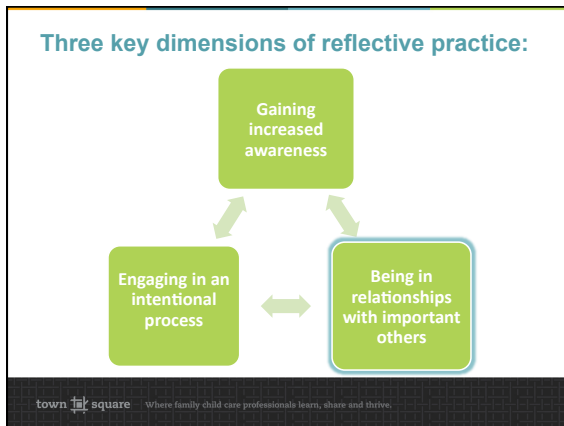 Three key dimensions of reflective practice:
Gaining
increased
awareness
Engaging in an
intentional
process
Being in
relationships
with important
others
town square Where family child care professionals learn, share and thrive.